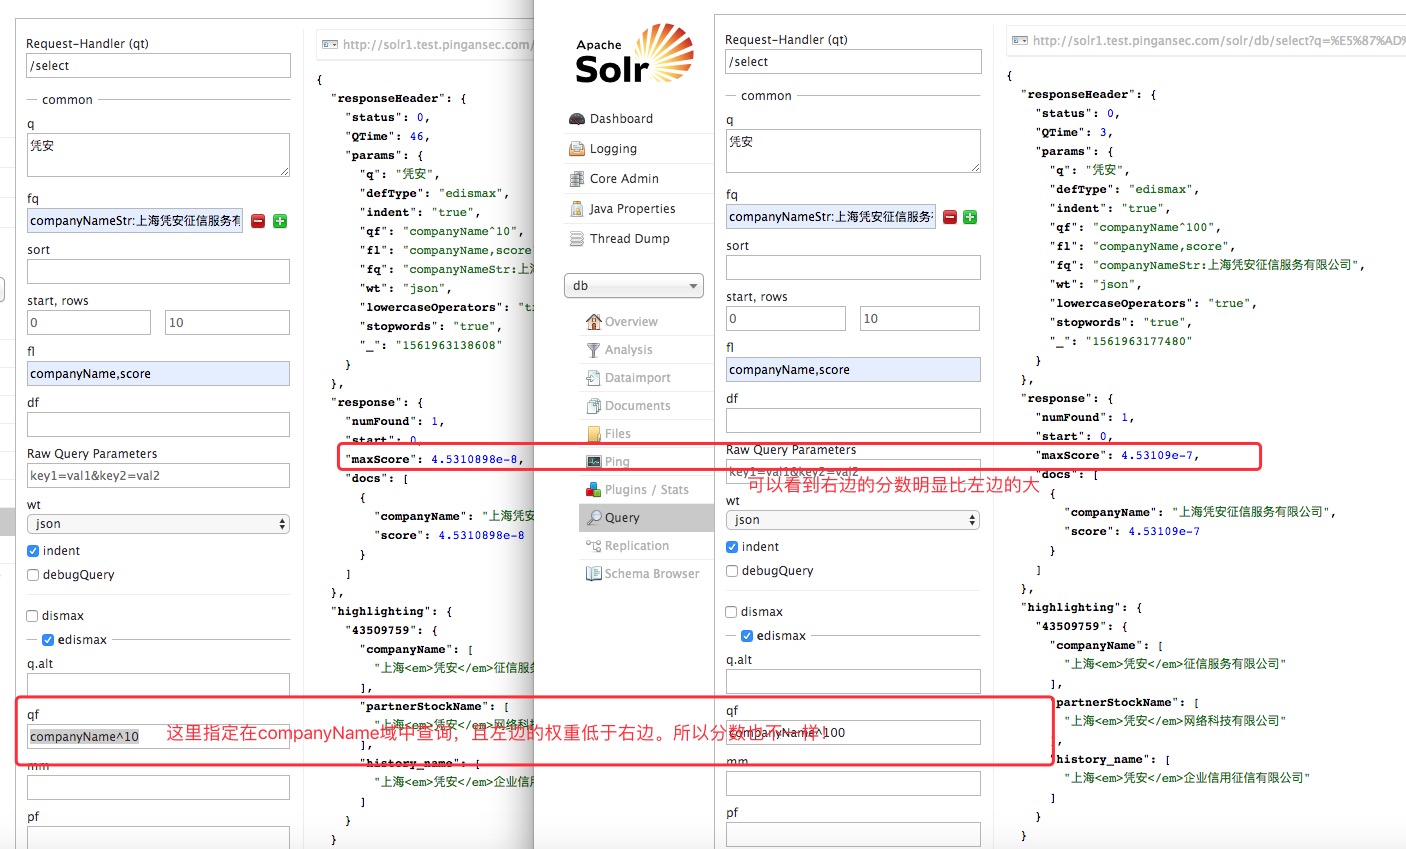 Request-Handler (qt)
/select
common
q
凭安
fq
companyNameStr:上海凭安征信服务有
sort
start, rows
0
10
fl
companyName,score
df
Raw Query Parameters
key1=val1&key2=val2
wt
json
indent
debugQuery
dismax
edismax
q.alt
qf
companyName^10
mm
pf
http://solr1.test.pingansec.com/
{
"responseHeader": {
"status": 0,
"QTime": 46,
"params": {
"q": "凭安",
"defType": "edismax",
"indent": "true",
"qf": "companyName^10",
"fl": "companyName,score
"fq": "companyNameStr:上
"wt": "json",
"lowercaseOperators": "t
"stopwords": "true",
"_": "1561963138608"
}
},
"response": {
"numFound": 1,
"start": 0,
"maxScore": 4.5310898e-8,
"docs": [
{
"companyName": "上海凭安
"score": 4.5310898e-8
}
]
},
"highlighting": {
"43509759": {
"companyName": [
"上海<em>凭安</em>征信服
],
"partnerStockName": [
"上海<em>凭安</em>网络科技
],
"history_name": [
"上海<em>凭安</em>企业信用
]
}
}
Apache
Solr
Dashboard
Logging
Core Admin
Java Properties
Thread Dump
db
Overview
Analysis
Dataimport
Documents
Files
Ping
Plugins / Stats
Query
Replication
Schema Browser
Request-Handler (qt)
/select
common
q
凭安
fq
companyNameStr:上海凭安征信服务
sort
start, rows
0
10
fl
companyName,score
df
Raw Query Parameters
key1=val1&key2=val2
可以看到右边的分数明显比左边的大
wt
json
indent
debugQuery
dismax
edismax
q.alt
qf
companyName^100
这里指定在companyName域中查询，且左边的权重低于右边。所以分数也不一样！
mm
pf
http://solr1.test.pingansec.com/solr/db/select?q=%E5%87%AD%
{
"responseHeader": {
"status": 0,
"QTime": 3,
"params": {
"q": "凭安",
"defType": "edismax",
"indent": "true",
"qf": "companyName^100",
"fl": "companyName,score",
"fq": "companyNameStr:上海凭安征信服务有限公司",
"wt": "json",
"lowercaseOperators": "true",
"stopwords": "true",
"_": "1561963177480"
}
},
"response": {
"numFound": 1,
"start": 0,
"maxScore": 4.53109e-7,
"docs": [
{
"companyName": "上海凭安征信服务有限公司",
"score": 4.53109e-7
}
]
},
"highlighting": {
"43509759": {
"companyName": [
"上海<em>凭安</em>征信服务有限公司"
],
"partnerStockName": [
"上海<em>凭安</em>网络科技有限公司"
],
"history_name": [
"上海<em>凭安</em>企业信用征信有限公司"
]
}
}